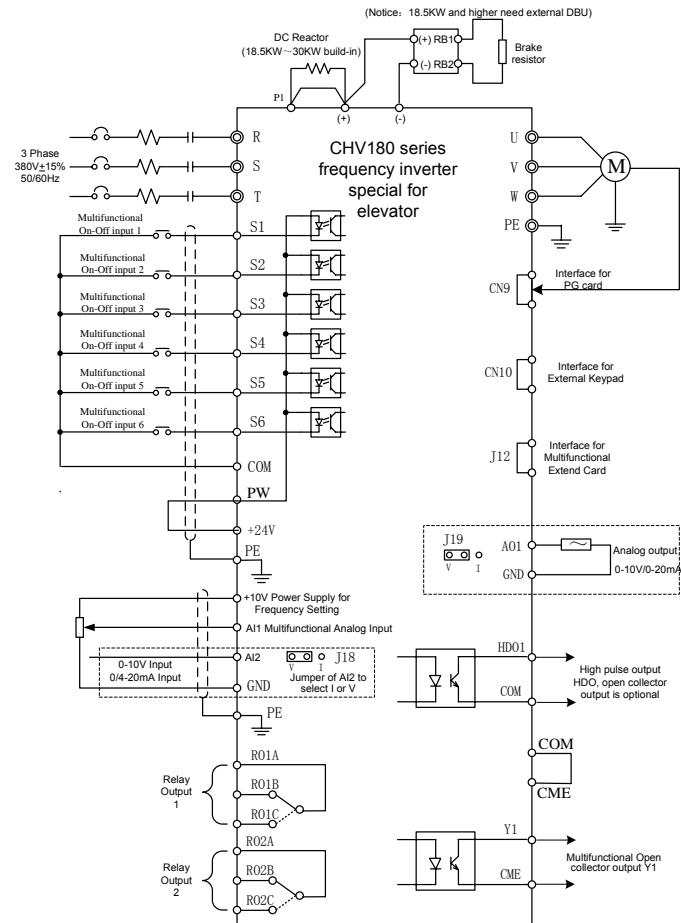 (Notice: 18.5KW and higher need external DBU)
DC Reactor
(18.5KW～30KW build-in)
(+) RB1
(-) RB2
Brake
resistor
P1
(+)
(-)
3 Phase
380V±15%
50/60Hz
R
S
T
CHV180 series
frequency inverter
special for
elevator
U
V
W
PE
M
Multifunctional
On-Off input 1
S1
Multifunctional
On-Off input 2
S2
Multifunctional
On-Off input 3
S3
Multifunctional
On-Off input 4
S4
Multifunctional
On-Off input 5
S5
Multifunctional
On-Off input 6
S6
COM
PW
+24V
PE
CN9
Interface for
PG card
CN10
Interface for
External Keypad
J12
Interface for
Multifunctional
Extend Card
J19
V I
AO1
GND
Analog output
0-10V/0-20mA
+10V Power Supply for
Frequency Setting
AI1 Multifunctional Analog Input
0-10V Input
0/4-20mA Input
AI2
V I
J18
Jumper of AI2 to
select I or V
GND
PE
HDO1
COM
High pulse output
HDO, open collector
output is optional
COM
CME
Relay
Output
1
RO1A
RO1B
RO1C
Relay
Output
2
RO2A
RO2B
RO2C
Y1
CME
Multifunctional Open
collector output Y1